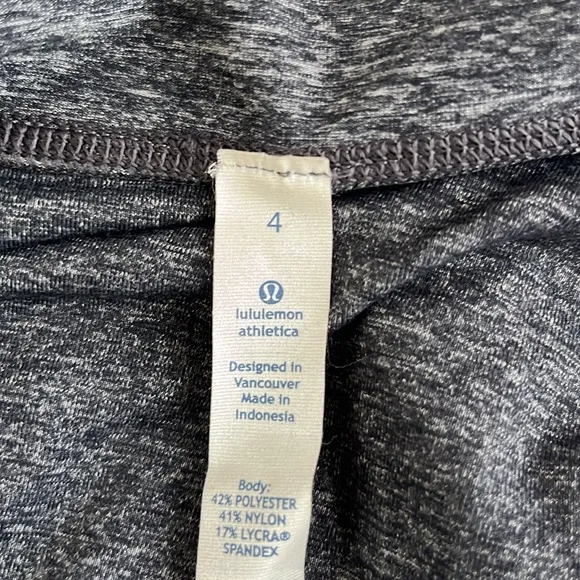 4
lululemon
athletica
Designed in
Vancouver
Made in
Indonesia
Body:
42% POLYESTER
41% NYLON
17% LYCRA®
SPANDEX